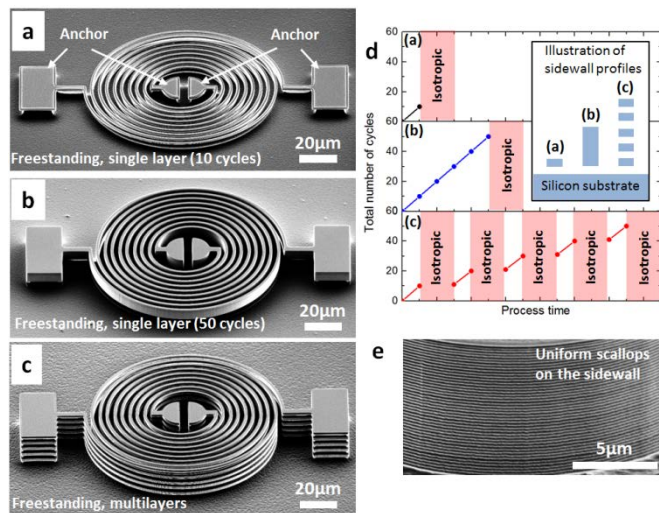 a
Anchor Anchor
20μm
Freestanding, single layer (10 cycles)
b
20μm
Freestanding, single layer (50 cycles)
c
20μm
Freestanding, multilayers
d
Total number of cycles
60
40
20
0
(a)
Isotropic
Illustration of
sidewall profiles
(a)
(b)
(c)
Silicon substrate
60
40
20
60
(b)
Isotropic
40
20
0
(c)
Isotropic
Isotropic
Isotropic
Isotropic
Isotropic
Process time
e
Uniform scallops
on the sidewall
5μm